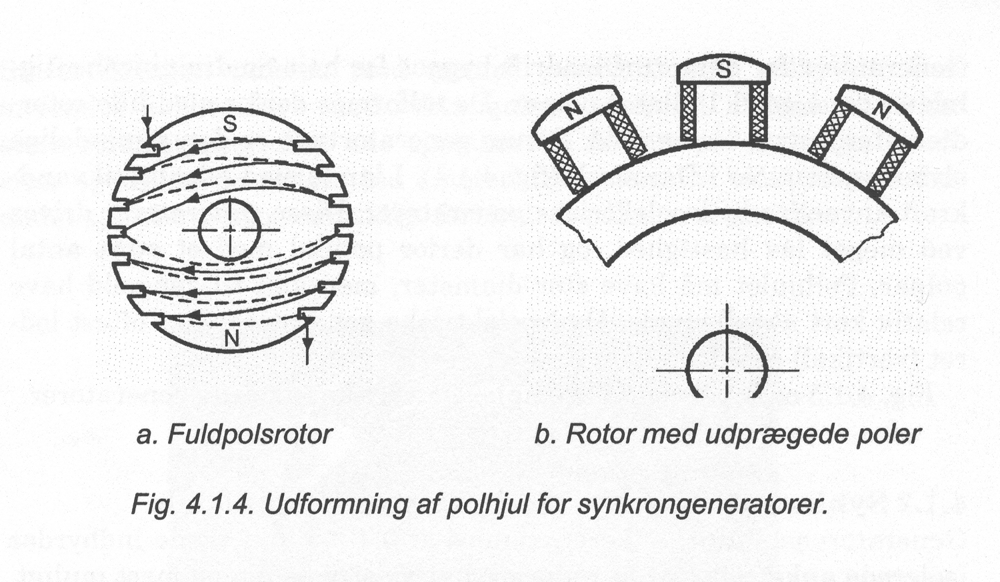 S
N
S
N
N
a. Fuldpolsrotor
b. Rotor med udprægede poler
Fig. 4.1.4. Udformning af polhjul for synkrongeneratorer.